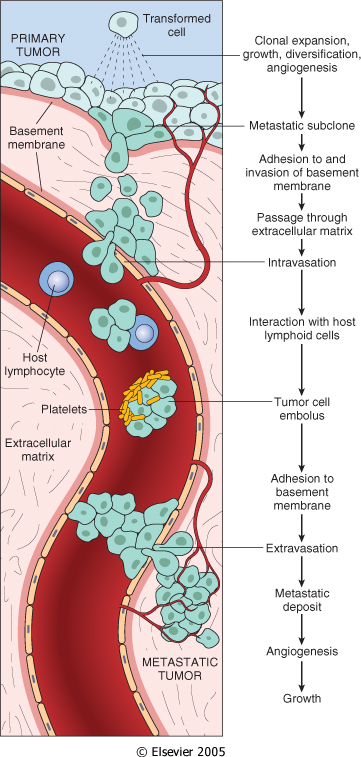 Transformed
cell
PRIMARY
TUMOR
Basement
membrane
Host
lymphocyte
Platelets
Extracellular
matrix
METASTATIC
TUMOR
Clonal expansion,
growth, diversification,
angiogenesis
Metastatic subclone
Adhesion to and
invasion of basement
membrane
Passage through
extracellular matrix
Intravasation
Interaction with host
lymphoid cells
Tumor cell
embolus
Adhesion to
basement
membrane
Extravasation
Metastatic
deposit
Angiogenesis
Growth
© Elsevier 2005